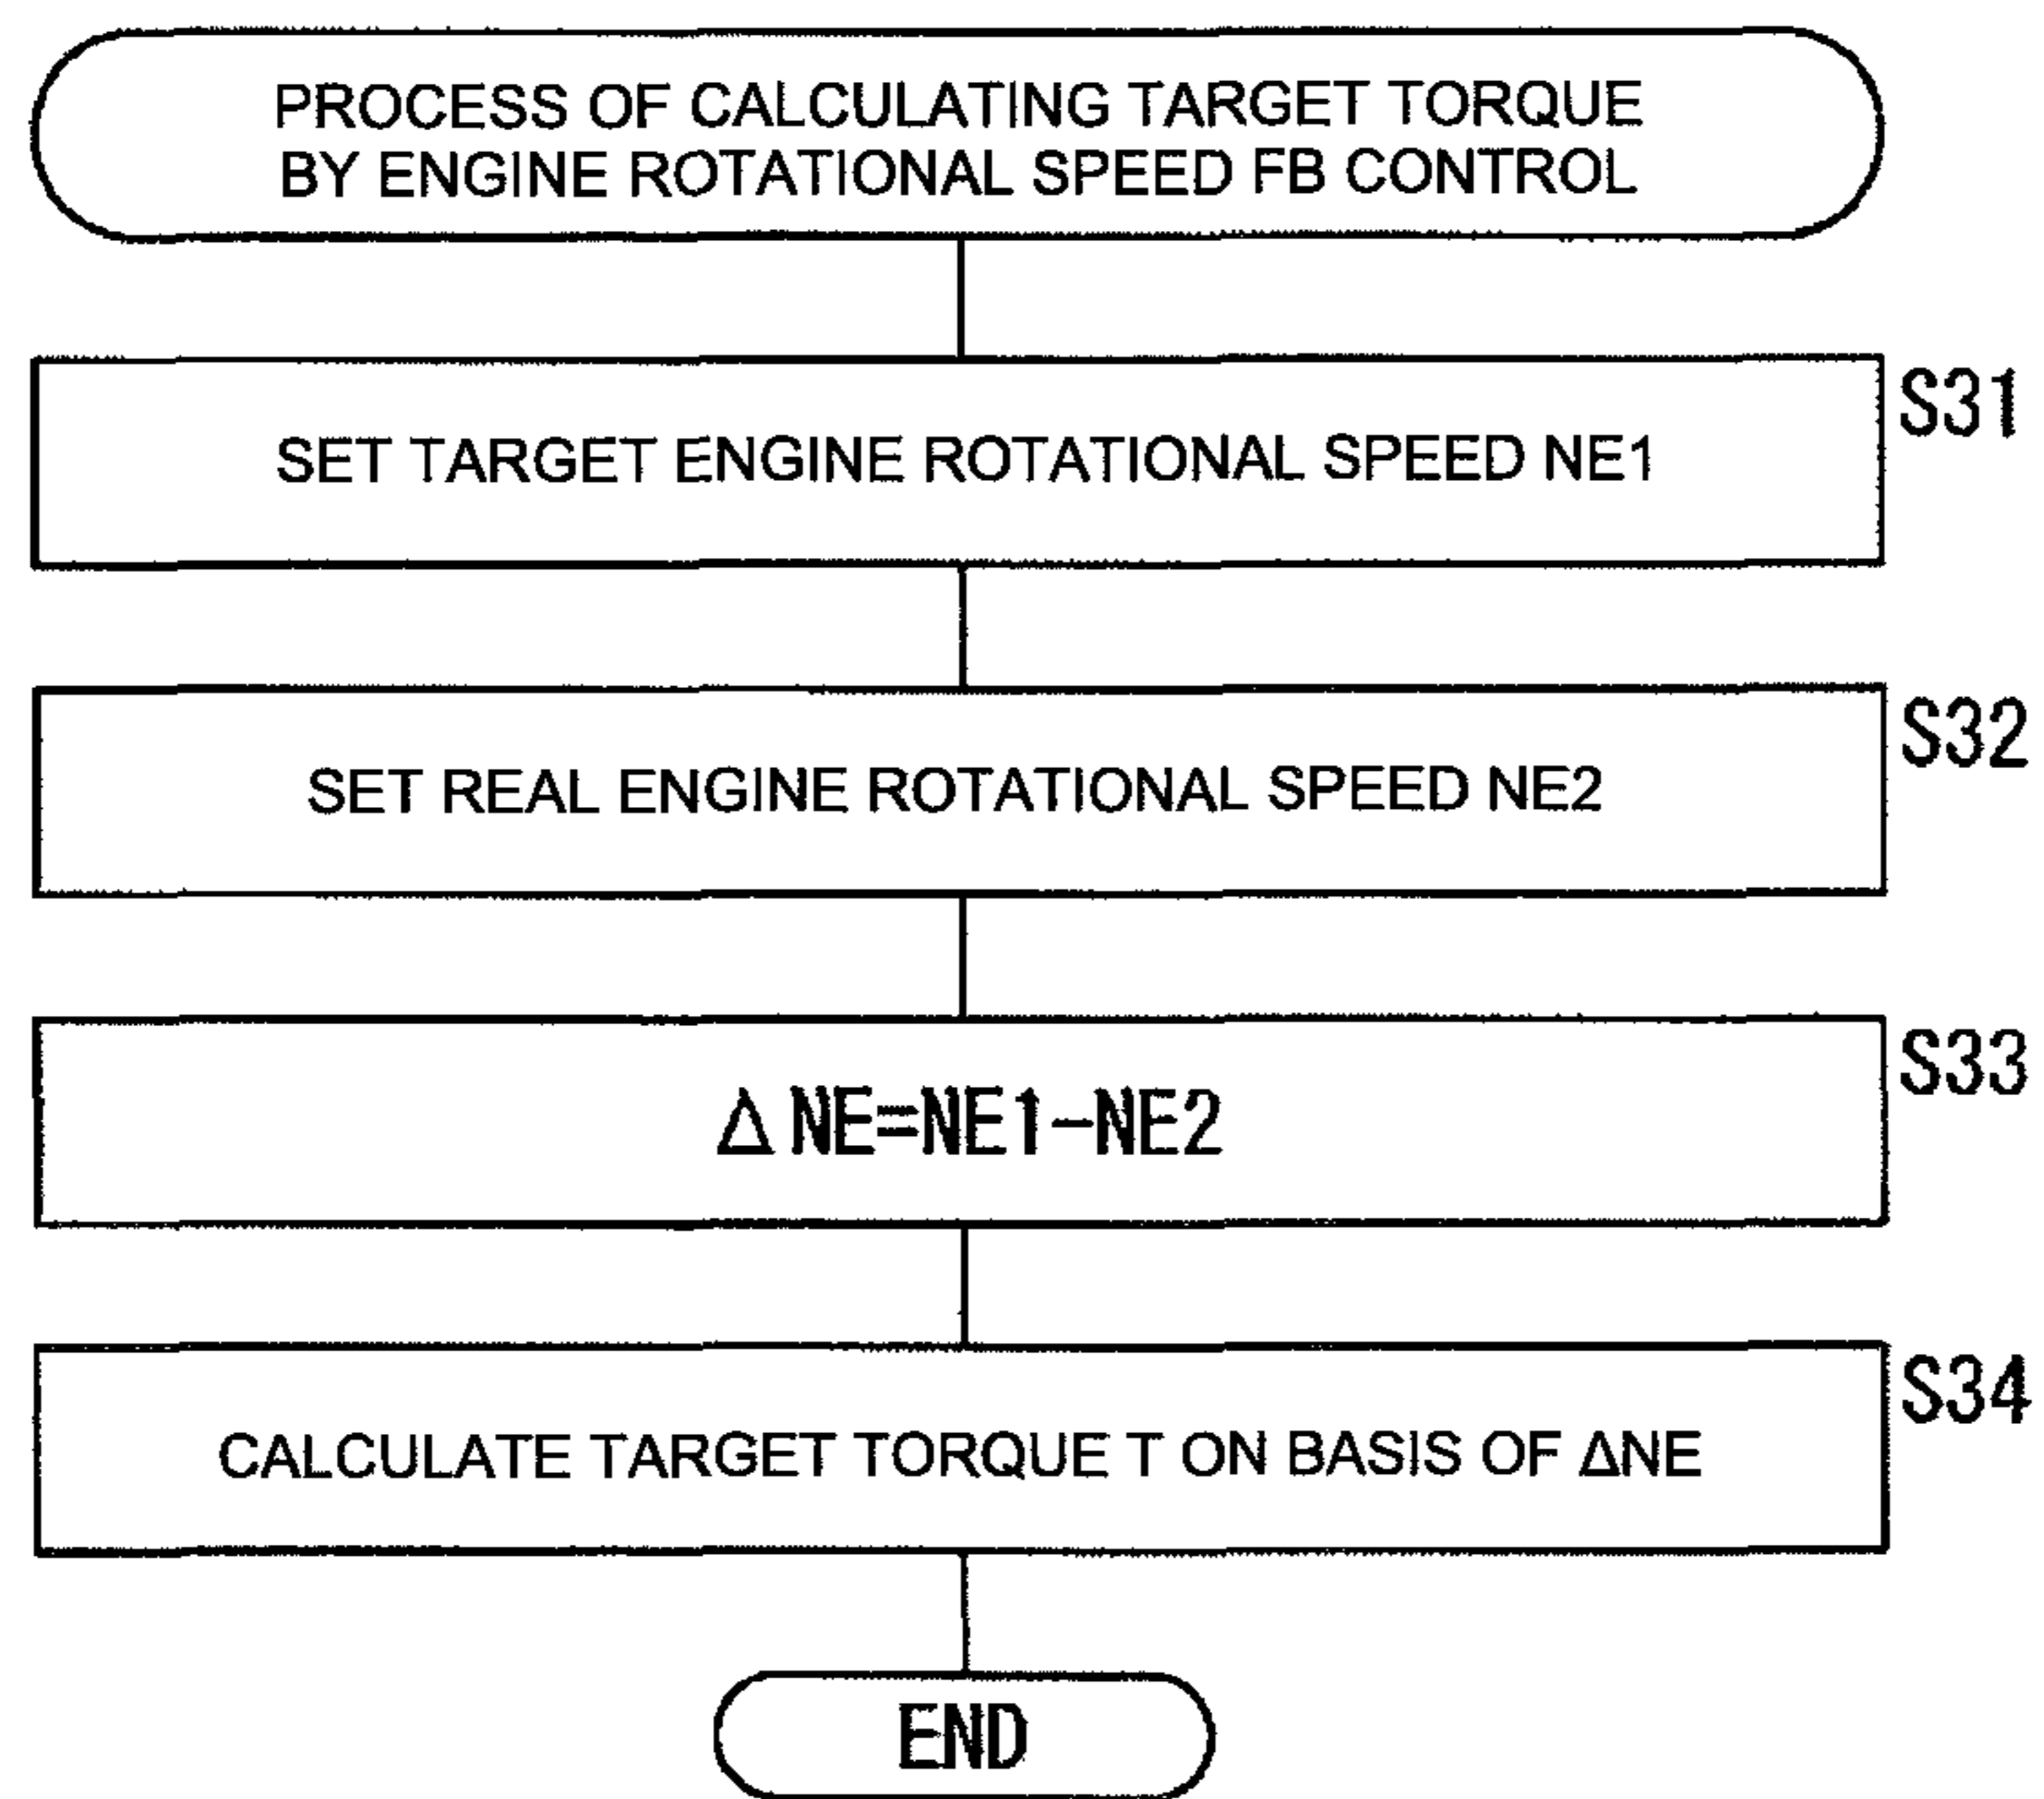 PROCESS OF CALCULATING TARGET TORQUE
BY ENGINE ROTATIONAL SPEED FB CONTROL
S31
SET TARGET ENGINE ROTATIONAL SPEED NE1
S32
SET REAL ENGINE ROTATIONAL SPEED NE2
S33
Δ NE=NE1-NE2
S34
CALCULATE TARGET TORQUE T ON BASIS OF ΔNE
END